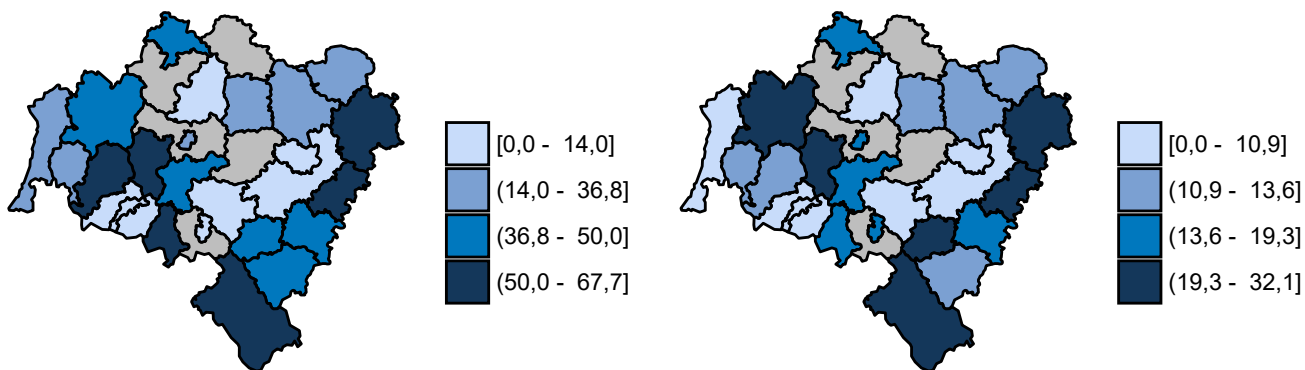 [0,0 - 14,0]
(14,0 - 36,8]
(36,8 - 50,0]
(50,0 - 67,7]
[0,0 - 10,9]
(10,9 - 13,6]
(13,6 - 19,3]
(19,3 - 32,1]